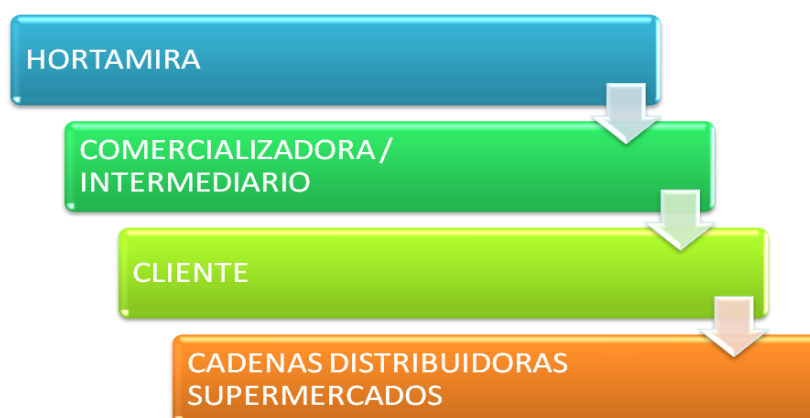 HORTAMIRA
COMERCIALIZADORA /
INTERMEDIARIO
CLIENTE
CADENAS DISTRIBUIDORAS
SUPERMERCADOS